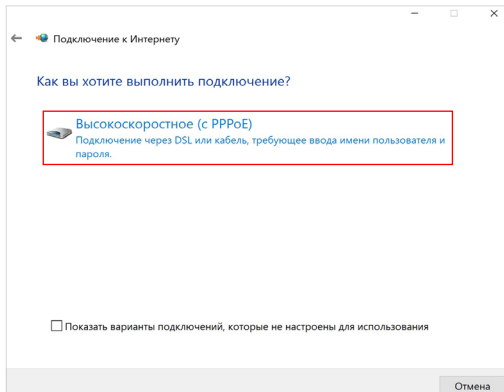 Подключение к Интернету
Как вы хотите выполнить подключение?
Высокоскоростное (с PPPoE)
Подключение через DSL или кабель, требующее ввода имени пользователя и
пароля.
Показать варианты подключений, которые не настроены для использования
Отмена